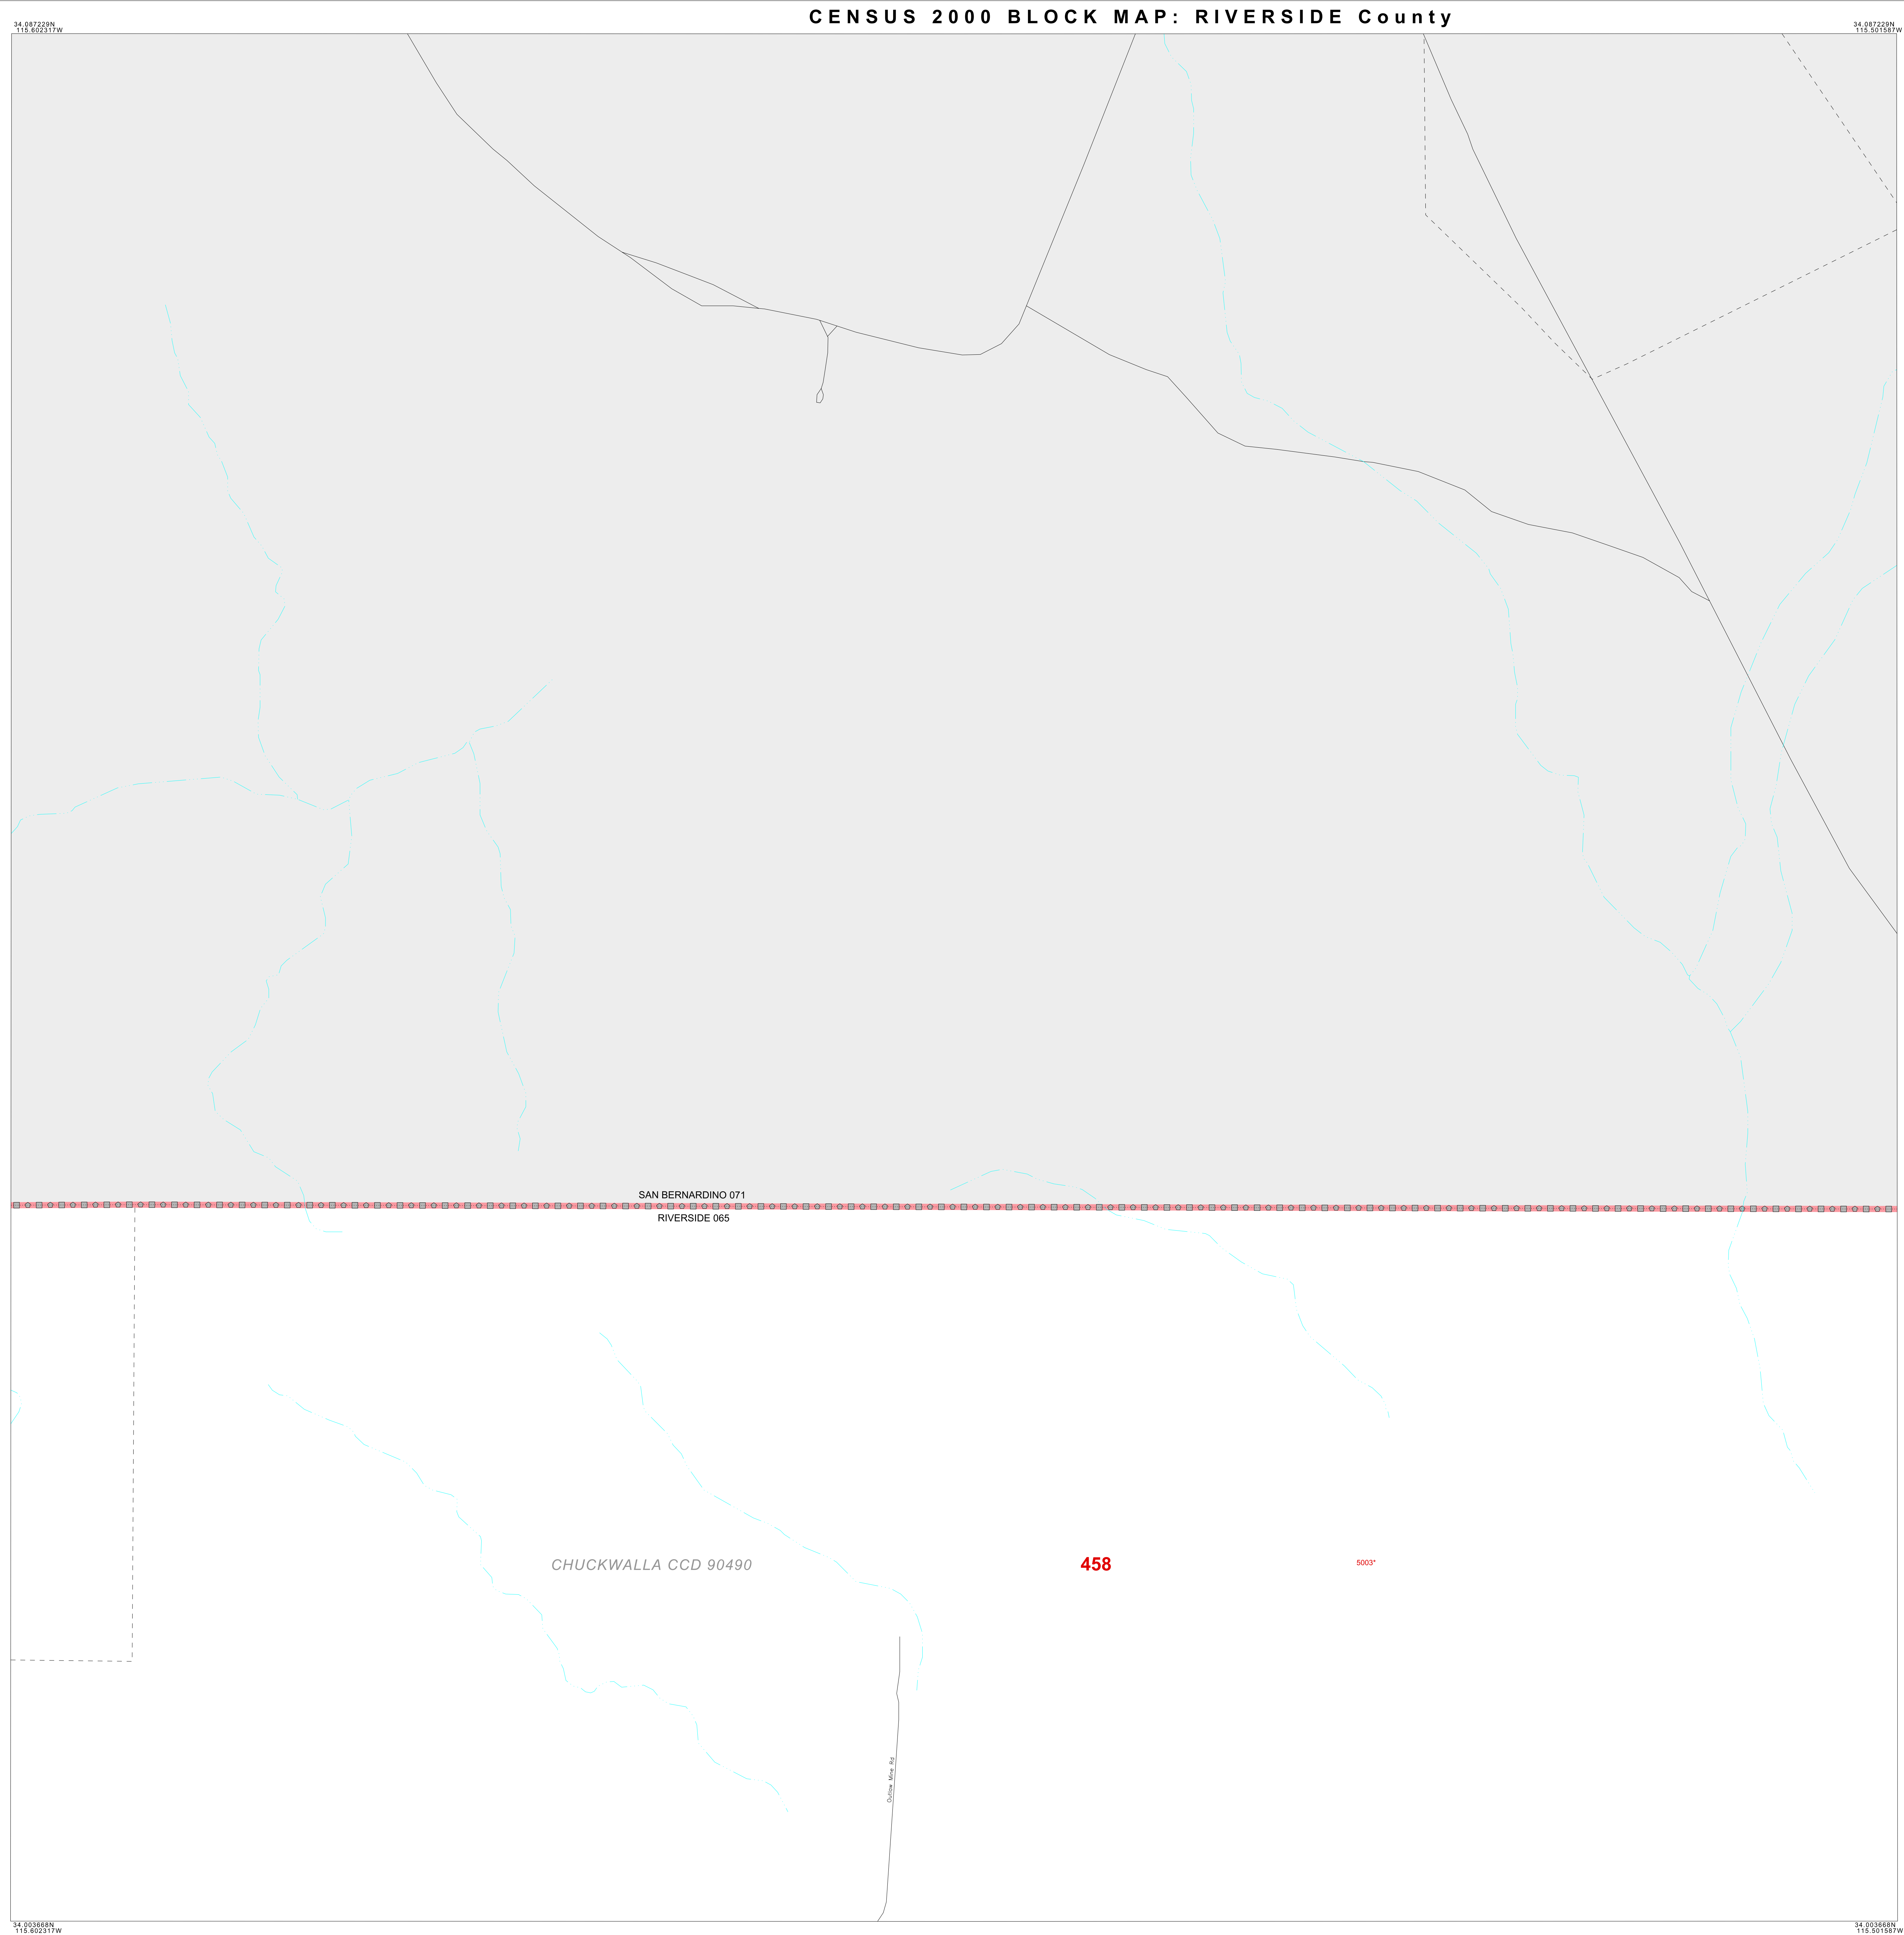 CENSUS 2000 BLOCK MAP: RIVERSIDE County
34.087229N
115.602317W
34.087229N
115.501587W
SAN BERNARDINO 071
RIVERSIDE 065
CHUCKWALLA CCD 90490
458
5003*
Outlaw Mine Rd
34.003668N
115.602317W
34.003668N
115.501587W